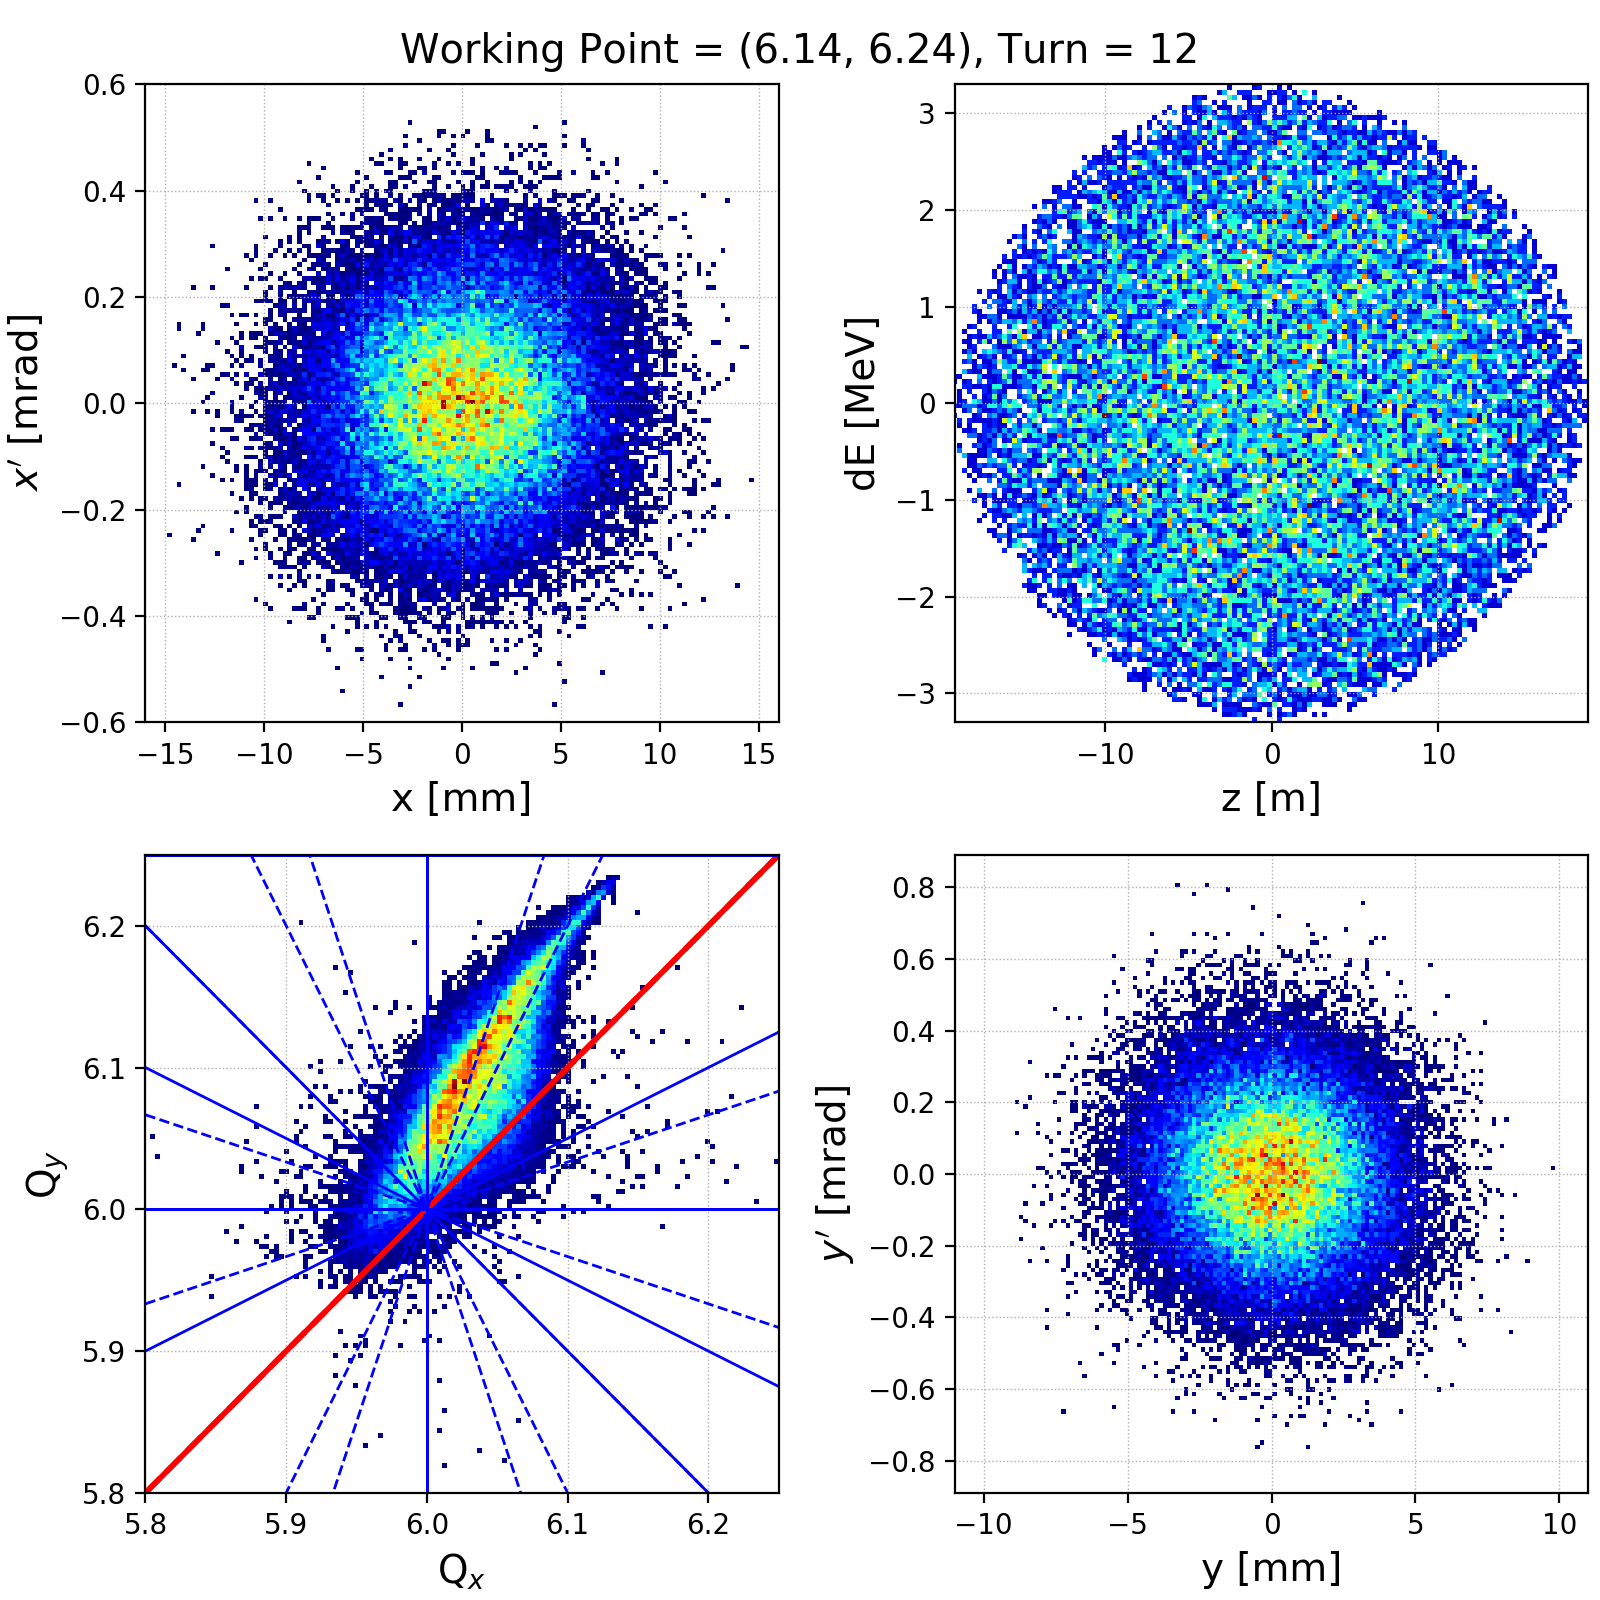 Working Point = (6.14, 6.24), Turn = 12
0.6
0.4
0.2
0.0
−0.2
−0.4
−0.6
x′ [mrad]
−15 −10 −5 0 5 10 15
x [mm]
3
2
1
0
−1
−2
−3
dE [MeV]
−10 0 10
z [m]
6.2
6.1
6.0
5.9
5.8
Qy
5.8 5.9 6.0 6.1 6.2
Qx
0.8
0.6
0.4
0.2
0.0
−0.2
−0.4
−0.6
−0.8
y′ [mrad]
−10 −5 0 5 10
y [mm]